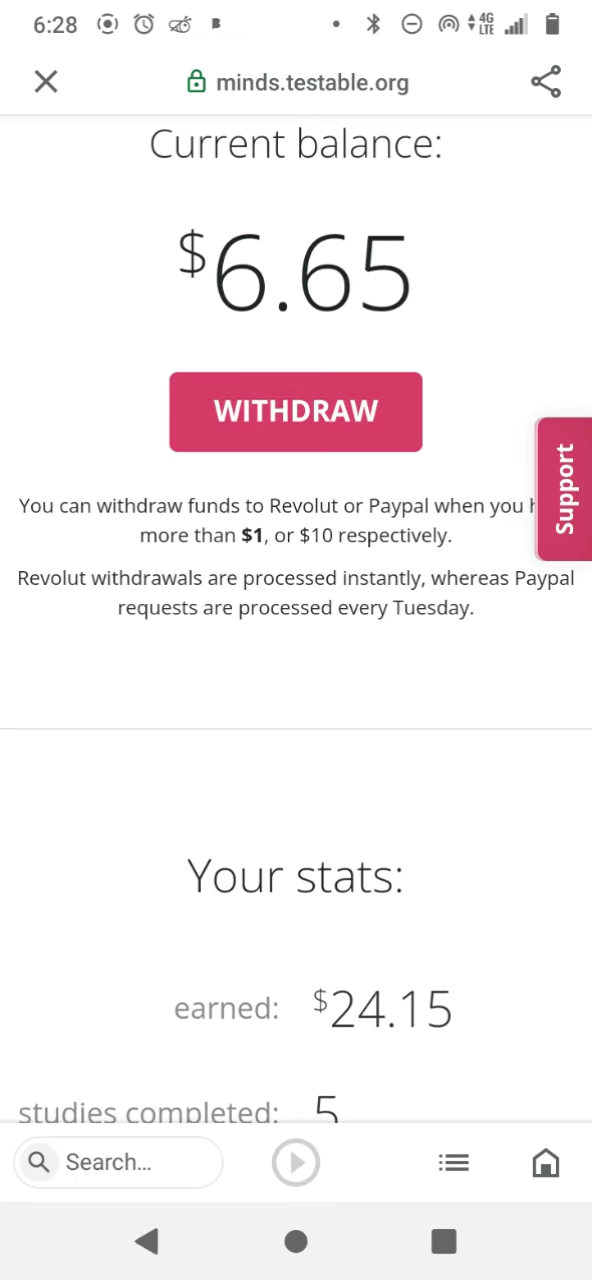 6:28
4G
LTE
minds.testable.org
Current balance:
$6.65
WITHDRAW
Support
You can withdraw funds to Revolut or Paypal when you
more than $1, or $10 respectively.
Revolut withdrawals are processed instantly, whereas Paypal
requests are processed every Tuesday.
Your stats:
earned: $24.15
studies completed: 5
Search...